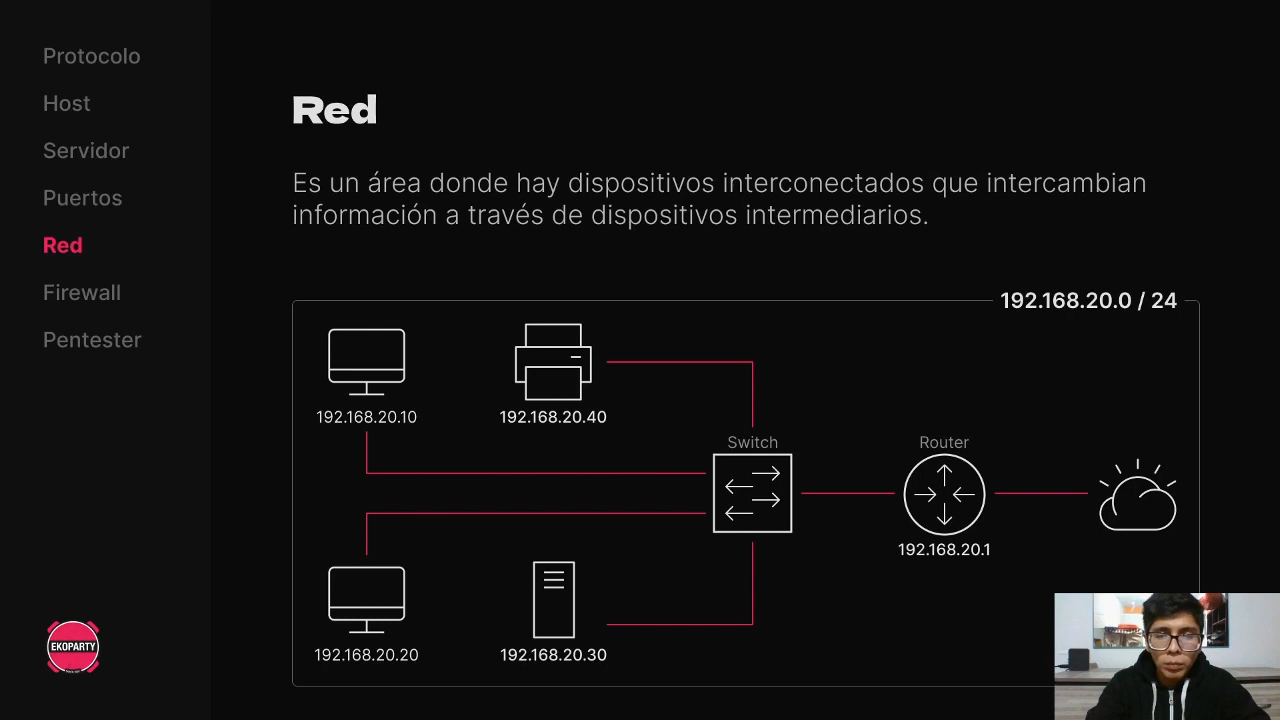 Protocolo
Host
Servidor
Puertos
Red
Firewall
Pentester
EKOPARTY
Red
Es un área donde hay dispositivos interconectados que intercambian
información a través de dispositivos intermediarios.
192.168.20.0 / 24
192.168.20.10
192.168.20.40
Switch
Router
192.168.20.1
192.168.20.20
192.168.20.30